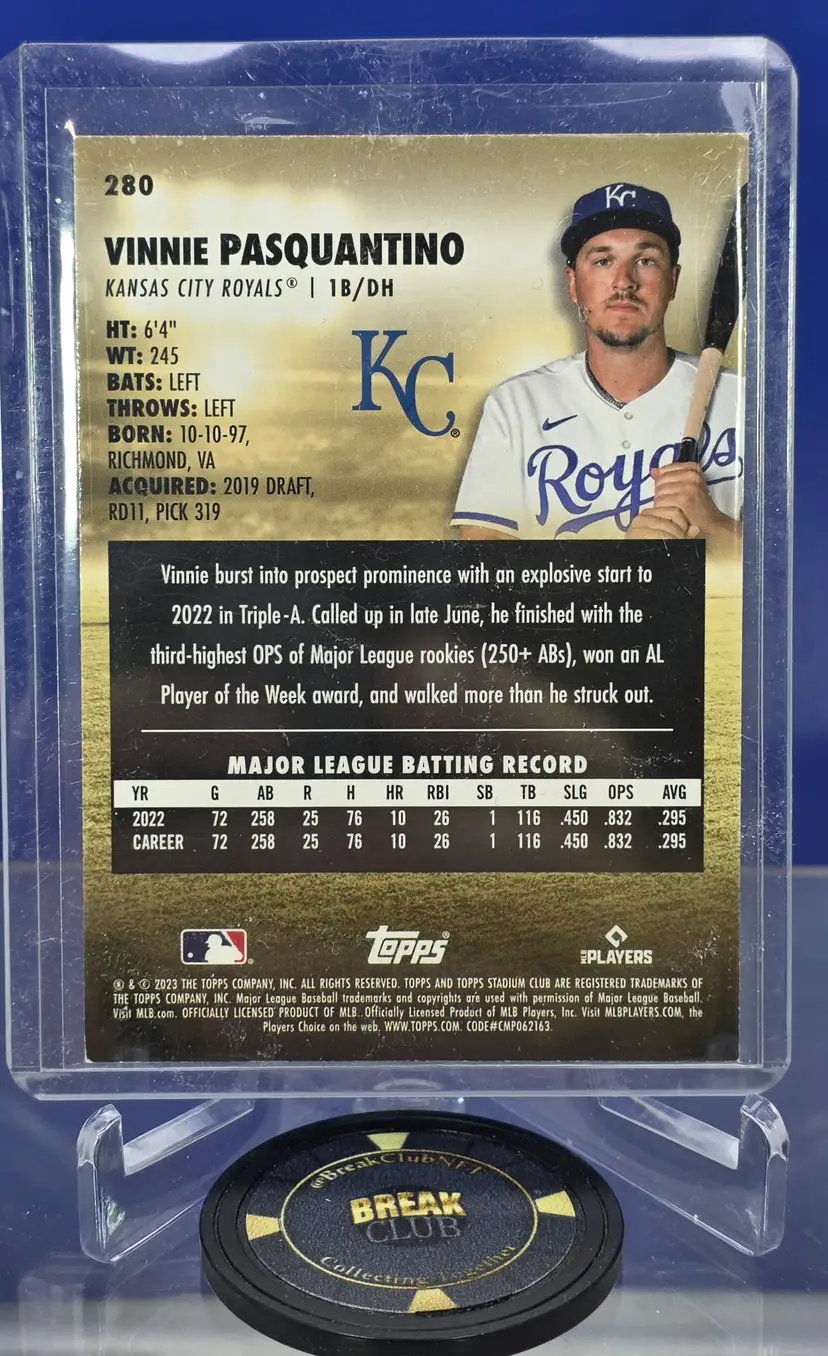 280
VINNIE PASQUANTINO
KANSAS CITY ROYALS® | 1B/DH
HT: 6'4"
WT: 245
BATS: LEFT
THROWS: LEFT
BORN: 10-10-97,
RICHMOND, VA
ACQUIRED: 2019 DRAFT,
RD11, PICK 319
KC
KC®
Royals
Vinnie burst into prospect prominence with an explosive start to
2022 in Triple-A. Called up in late June, he finished with the
third-highest OPS of Major League rookies (250+ ABs), won an AL
Player of the Week award, and walked more than he struck out.
MAJOR LEAGUE BATTING RECORD
YR G AB R H HR RBI SB TB SLG OPS AVG
2022 72 258 25 76 10 26 1 116 .450 .832 .295
CAREER 72 258 25 76 10 26 1 116 .450 .832 .295
TOPPS® MLB PLAYERS
® & © 2023 THE TOPPS COMPANY, INC. ALL RIGHTS RESERVED. TOPPS AND TOPPS STADIUM CLUB ARE REGISTERED TRADEMARKS OF
THE TOPPS COMPANY, INC. Major League Baseball trademarks and copyrights are used with permission of Major League Baseball.
Visit MLB.com. OFFICIALLY LICENSED PRODUCT OF MLB. Officially Licensed Product of MLB Players, Inc. Visit MLBPLAYERS.COM, the
Players Choice on the web, WWW.TOPPS.COM. CODE#CMP062163.
@BreakClubNFT
BREAK
CLUB
Collecting Together